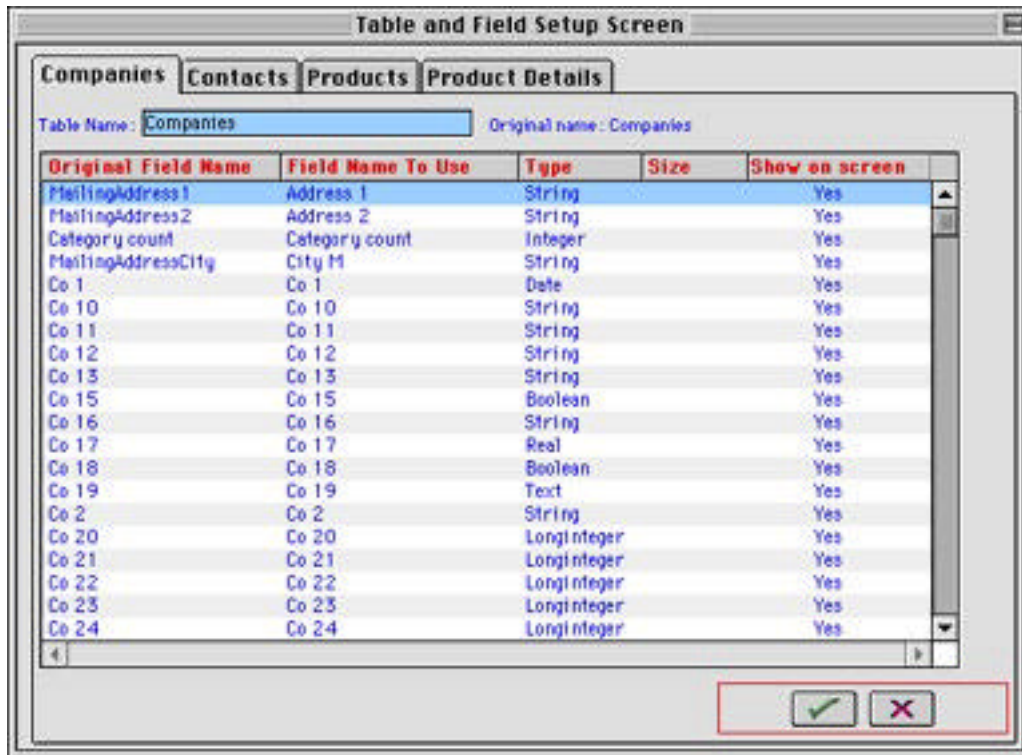 Table and Field Setup Screen
Companies Contacts Products Product Details
Table Name: Companies Original name: Companies
Original Field Name Field Name To Use Type Size Show on screen
MailingAddress1 Address 1 String Yes
MailingAddress2 Address 2 String Yes
Category count Category count Integer Yes
MailingAddressCity City M String Yes
Co 1 Co 1 Date Yes
Co 10 Co 10 String Yes
Co 11 Co 11 String Yes
Co 12 Co 12 String Yes
Co 13 Co 13 String Yes
Co 15 Co 15 Boolean Yes
Co 16 Co 16 String Yes
Co 17 Co 17 Real Yes
Co 18 Co 18 Boolean Yes
Co 19 Co 19 Text Yes
Co 2 Co 2 String Yes
Co 20 Co 20 Longinteger Yes
Co 21 Co 21 Longinteger Yes
Co 22 Co 22 Longinteger Yes
Co 23 Co 23 Longinteger Yes
Co 24 Co 24 Longinteger Yes